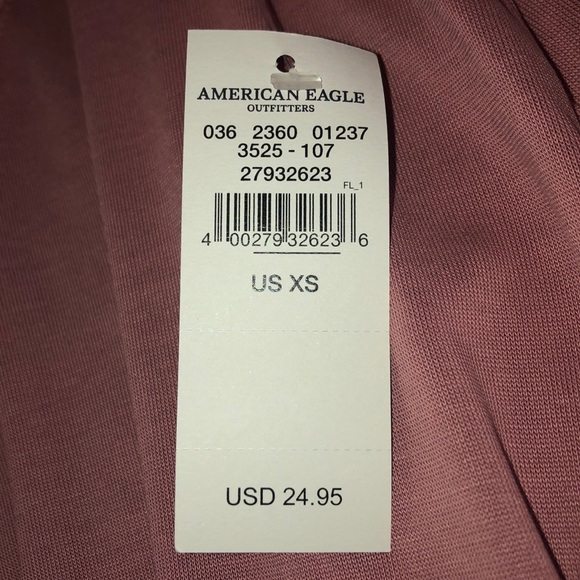 AMERICAN EAGLE
OUTFITTERS
036 2360 01237
3525 - 107
27932623
FL_1
4 00279 32623 6
US XS
USD 24.95